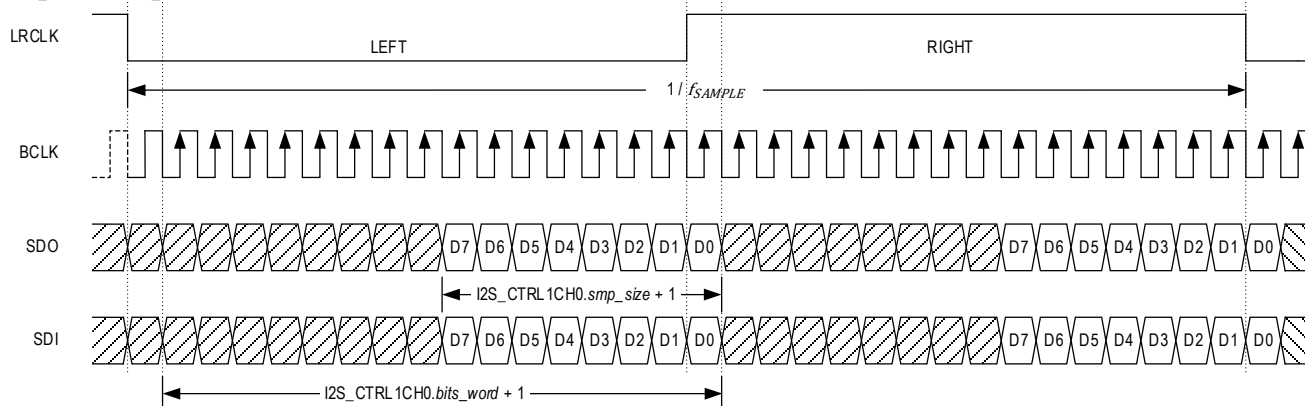 LRCLK
LEFT
RIGHT
1 / fSAMPLE
BCLK
SDO D7 D6 D5 D4 D3 D2 D1 D0 D7 D6 D5 D4 D3 D2 D1 D0
I2S_CTRL1CH0.smp_size + 1
SDI D7 D6 D5 D4 D3 D2 D1 D0 D7 D6 D5 D4 D3 D2 D1 D0
I2S_CTRL1CH0.bits_word + 1